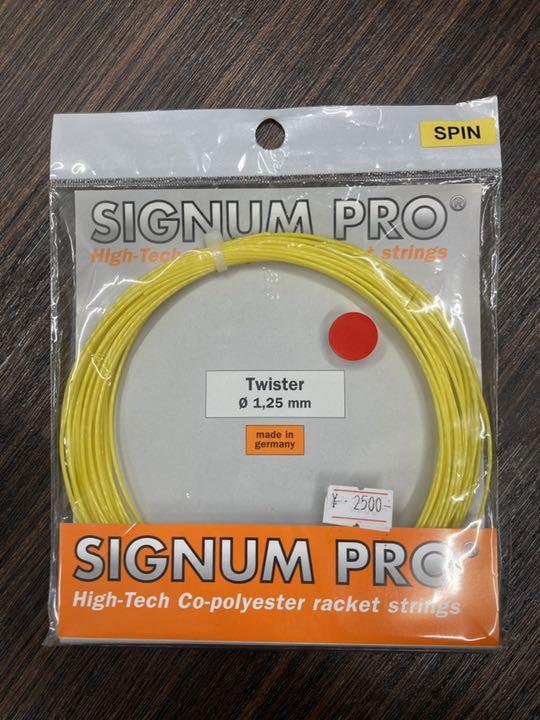 SPIN
SIGNUM PRO®
High-Tech ket strings
Twister
Ø 1,25 mm
made in
germany
¥-2500-
SIGNUM PRO®
High-Tech Co-polyester racket strings